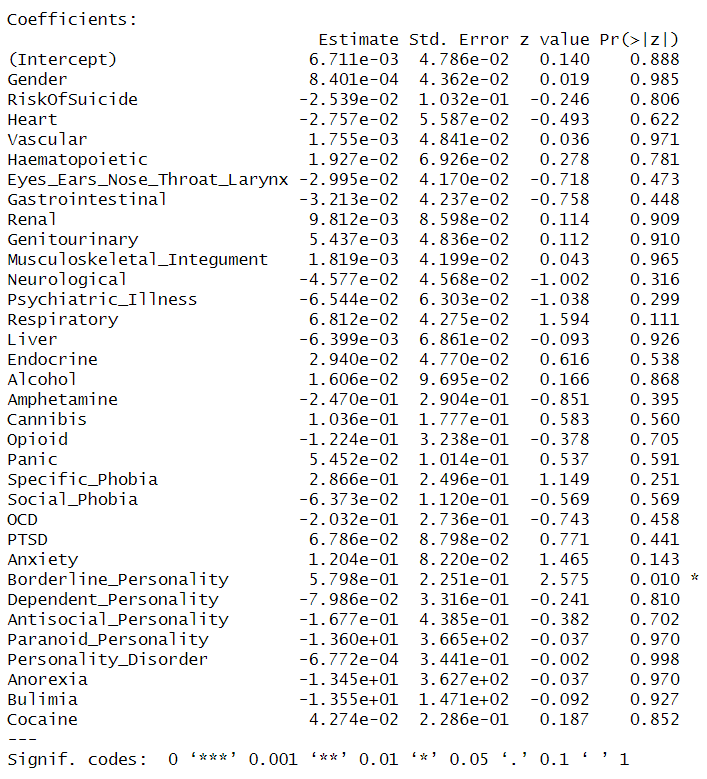 Coefficients:
Estimate Std. Error z value Pr(>|z|)
(Intercept) 6.711e-03 4.786e-02 0.140 0.888
Gender 8.401e-04 4.362e-02 0.019 0.985
RiskOfSuicide -2.539e-02 1.032e-01 -0.246 0.806
Heart -2.757e-02 5.587e-02 -0.493 0.622
Vascular 1.755e-03 4.841e-02 0.036 0.971
Haematopoietic 1.927e-02 6.926e-02 0.278 0.781
Eyes_Ears_Nose_Throat_Larynx -2.995e-02 4.170e-02 -0.718 0.473
Gastrointestinal -3.213e-02 4.237e-02 -0.758 0.448
Renal 9.812e-03 8.598e-02 0.114 0.909
Genitourinary 5.437e-03 4.836e-02 0.112 0.910
Musculoskeletal_Integument 1.819e-03 4.199e-02 0.043 0.965
Neurological -4.577e-02 4.568e-02 -1.002 0.316
Psychiatric_Illness -6.544e-02 6.303e-02 -1.038 0.299
Respiratory 6.812e-02 4.275e-02 1.594 0.111
Liver -6.399e-03 6.861e-02 -0.093 0.926
Endocrine 2.940e-02 4.770e-02 0.616 0.538
Alcohol 1.606e-02 9.695e-02 0.166 0.868
Amphetamine -2.470e-01 2.904e-01 -0.851 0.395
Cannibis 1.036e-01 1.777e-01 0.583 0.560
Opioid -1.224e-01 3.238e-01 -0.378 0.705
Panic 5.452e-02 1.014e-01 0.537 0.591
Specific_Phobia 2.866e-01 2.496e-01 1.149 0.251
Social_Phobia -6.373e-02 1.120e-01 -0.569 0.569
OCD -2.032e-01 2.736e-01 -0.743 0.458
PTSD 6.786e-02 8.798e-02 0.771 0.441
Anxiety 1.204e-01 8.220e-02 1.465 0.143
Borderline_Personality 5.798e-01 2.251e-01 2.575 0.010 *
Dependent_Personality -7.986e-02 3.316e-01 -0.241 0.810
Antisocial_Personality -1.677e-01 4.385e-01 -0.382 0.702
Paranoid_Personality -1.360e+01 3.665e+02 -0.037 0.970
Personality_Disorder -6.772e-04 3.441e-01 -0.002 0.998
Anorexia -1.345e+01 3.627e+02 -0.037 0.970
Bulimia -1.355e+01 1.471e+02 -0.092 0.927
Cocaine 4.274e-02 2.286e-01 0.187 0.852
---
Signif. codes: 0 ‘***’ 0.001 ‘**’ 0.01 ‘*’ 0.05 ‘.’ 0.1 ‘ ’ 1